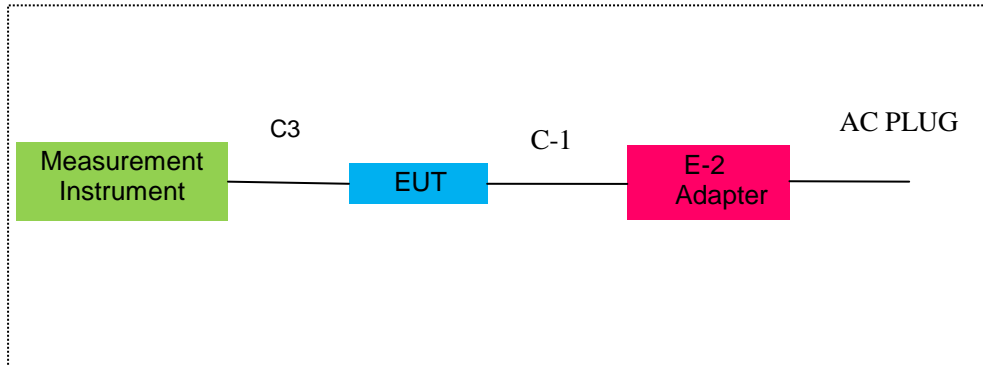 C3
C-1
AC PLUG
Measurement
Instrument
EUT
E-2
Adapter